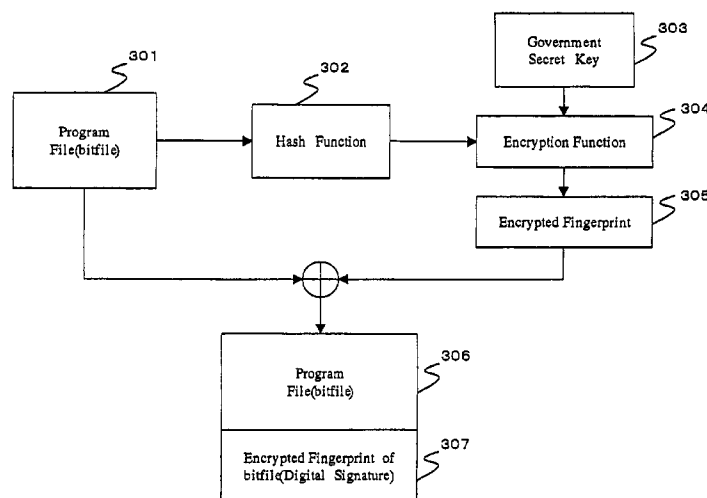 301
302
303
Government
Secret Key
Program
File(bitfile)
Hash Function
304
Encryption Function
305
Encrypted Fingerprint
306
Program
File(bitfile)
307
Encrypted Fingerprint of
bitfile(Digital Signature)